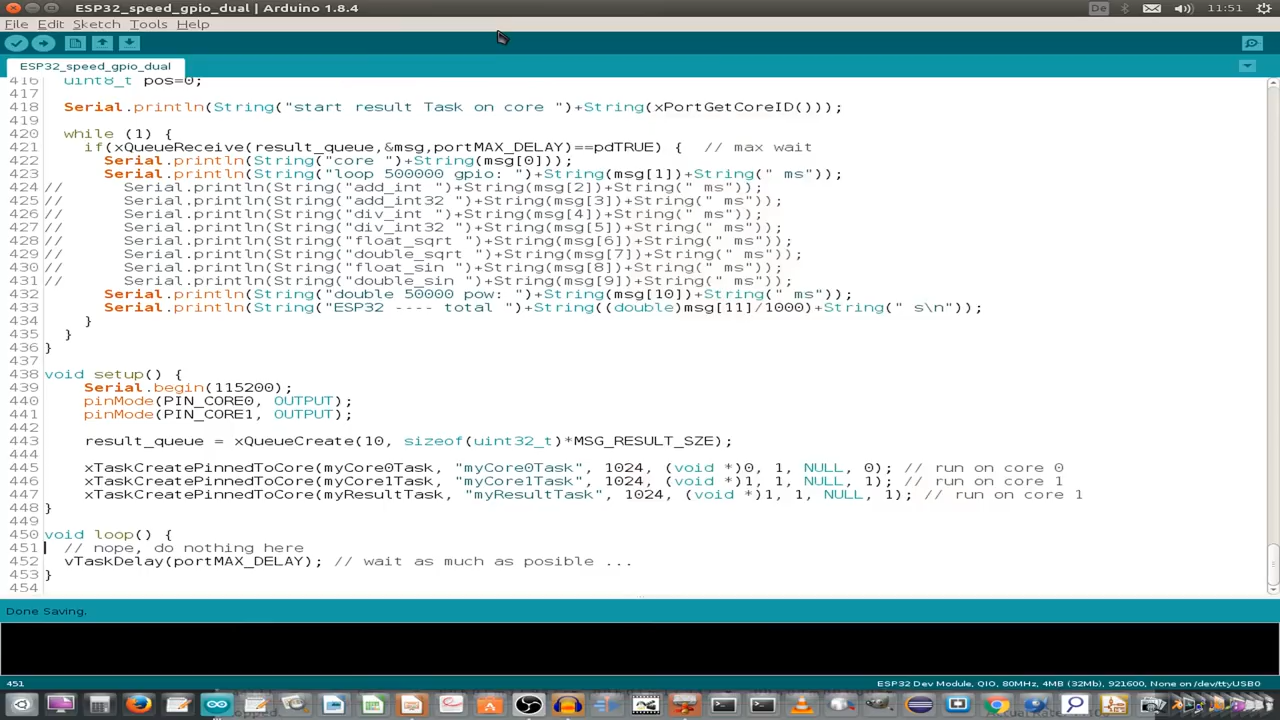 ESP32_speed_gpio_dual | Arduino 1.8.4
De
11:51
File Edit Sketch Tools Help
ESP32_speed_gpio_dual
416 uint8_t pos=0;
417
418 Serial.println(String("start result Task on core ")+String(xPortGetCoreID()));
419
420 while (1) {
421 if(xQueueReceive(result_queue,&msg,portMAX_DELAY)==pdTRUE) { // max wait
422 Serial.println(String("core ")+String(msg[0]));
423 Serial.println(String("loop 500000 gpio: ")+String(msg[1])+String(" ms"));
424 // Serial.println(String("add_int ")+String(msg[2])+String(" ms"));
425 // Serial.println(String("add_int32 ")+String(msg[3])+String(" ms"));
426 // Serial.println(String("div_int ")+String(msg[4])+String(" ms"));
427 // Serial.println(String("div_int32 ")+String(msg[5])+String(" ms"));
428 // Serial.println(String("float_sqrt ")+String(msg[6])+String(" ms"));
429 // Serial.println(String("double_sqrt ")+String(msg[7])+String(" ms"));
430 // Serial.println(String("float_sin ")+String(msg[8])+String(" ms"));
431 // Serial.println(String("double_sin ")+String(msg[9])+String(" ms"));
432 Serial.println(String("double 50000 pow: ")+String(msg[10])+String(" ms"));
433 Serial.println(String("ESP32 ---- total ")+String((double)msg[11]/1000)+String(" s\n"));
434 }
435 }
436 }
437
438 void setup() {
439 Serial.begin(115200);
440 pinMode(PIN_CORE0, OUTPUT);
441 pinMode(PIN_CORE1, OUTPUT);
442
443 result_queue = xQueueCreate(10, sizeof(uint32_t)*MSG_RESULT_SZE);
444
445 xTaskCreatePinnedToCore(myCore0Task, "myCore0Task", 1024, (void *)0, 1, NULL, 0); // run on core 0
446 xTaskCreatePinnedToCore(myCore1Task, "myCore1Task", 1024, (void *)1, 1, NULL, 1); // run on core 1
447 xTaskCreatePinnedToCore(myResultTask, "myResultTask", 1024, (void *)1, 1, NULL, 1); // run on core 1
448 }
449
450 void loop() {
451 // nope, do nothing here
452 vTaskDelay(portMAX_DELAY); // wait as much as posible ...
453 }
454
Done Saving.
451
ESP32 Dev Module, QIO, 80MHz, 4MB (32Mb), 921600, None on /dev/ttyUSB0